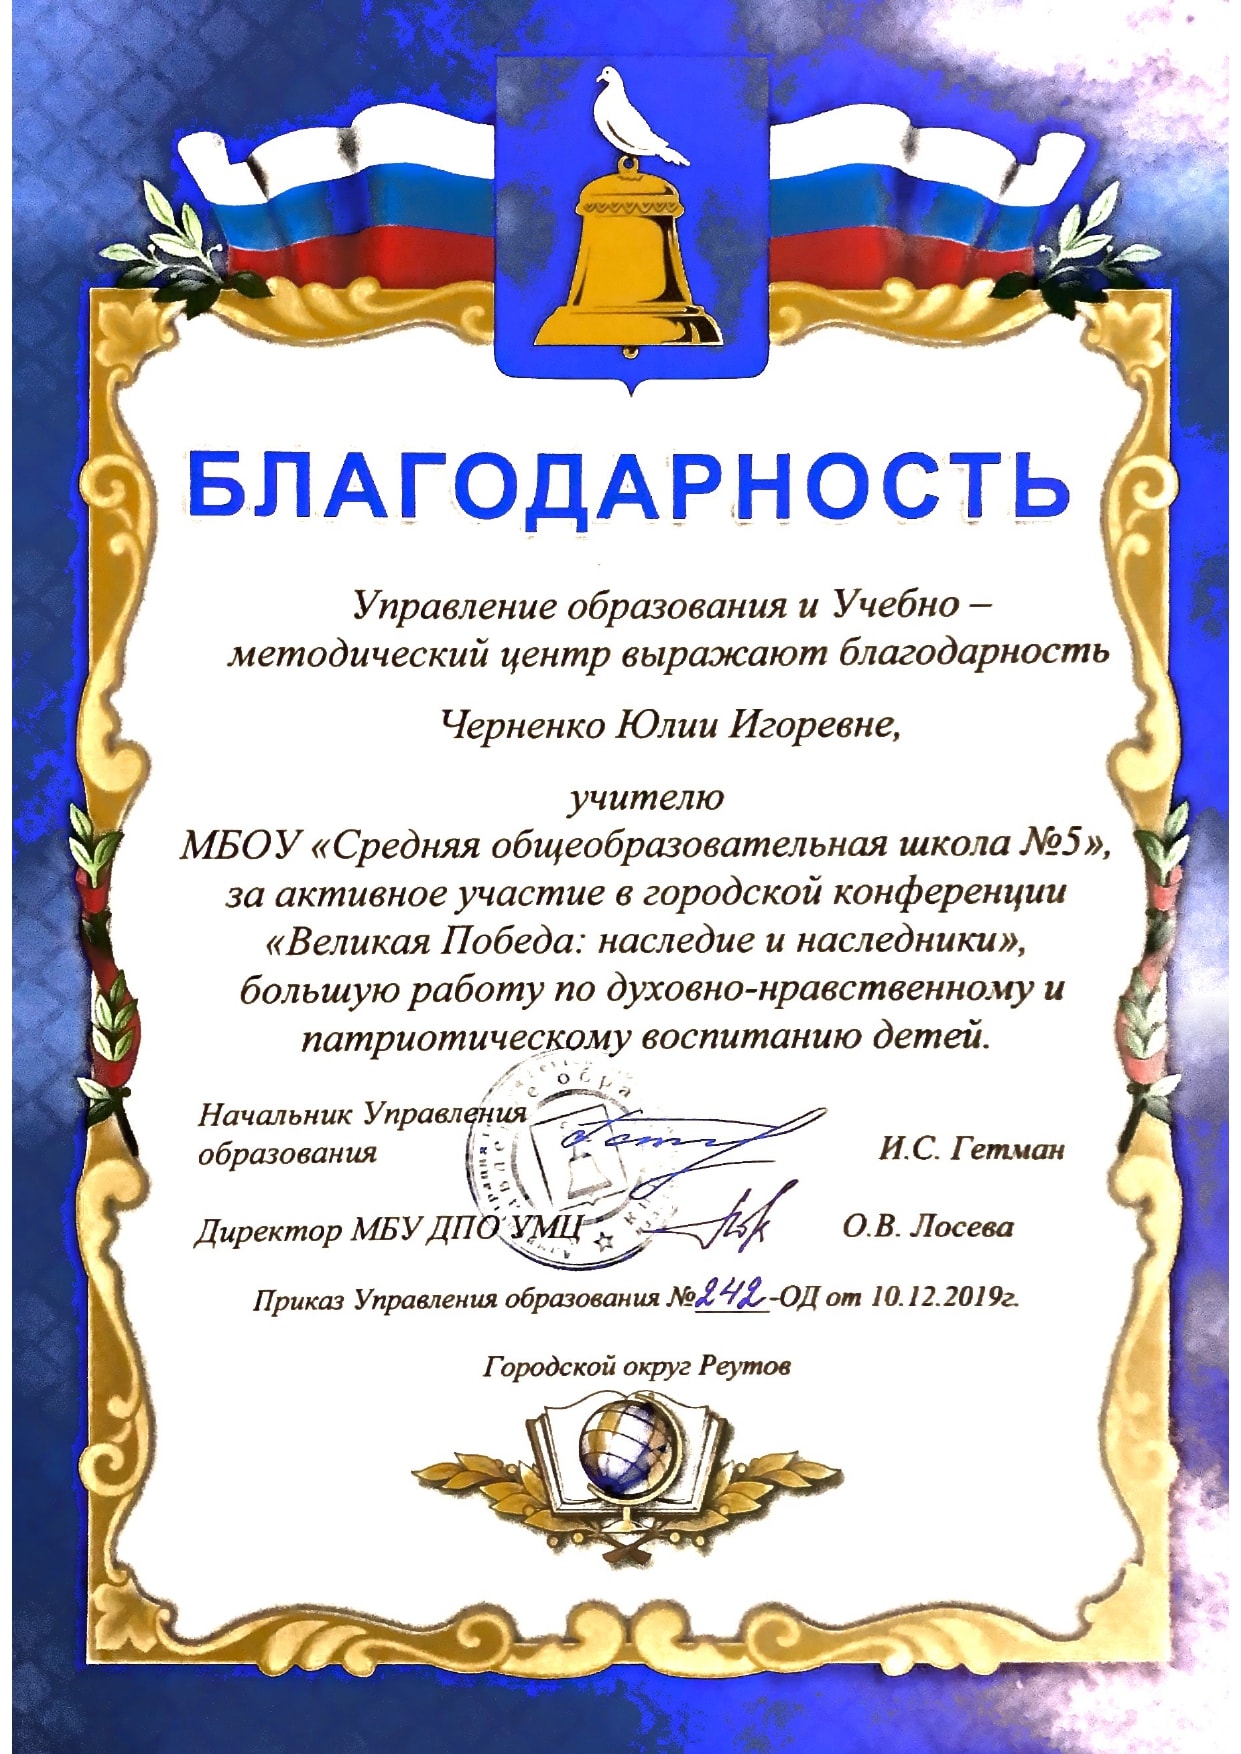 БЛАГОДАРНОСТЬ
Управление образования и Учебно –
методический центр выражают благодарность
Черненко Юлии Игоревне,
учителю
МБОУ «Средняя общеобразовательная школа №5»,
за активное участие в городской конференции
«Великая Победа: наследие и наследники»,
большую работу по духовно-нравственному и
патриотическому воспитанию детей.
Начальник Управления
образования
И.С. Гетман
Директор МБУ ДПО УМЦ
О.В. Лосева
Приказ Управления образования №242-ОД от 10.12.2019г.
Городской округ Реутов